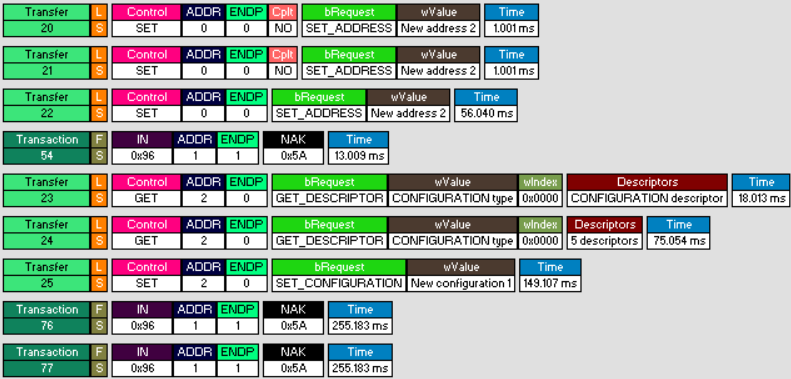 Transfer L Control ADDR ENDP Cplt bRequest wValue Time
20 S SET 0 0 NO SET_ADDRESS New address 2 1.001 ms
Transfer L Control ADDR ENDP Cplt bRequest wValue Time
21 S SET 0 0 NO SET_ADDRESS New address 2 1.001 ms
Transfer L Control ADDR ENDP bRequest wValue Time
22 S SET 0 0 SET_ADDRESS New address 2 56.040 ms
Transaction F IN ADDR ENDP NAK Time
54 S 0x96 1 1 0x5A 13.009 ms
Transfer L Control ADDR ENDP bRequest wValue wIndex Descriptors Time
23 S GET 2 0 GET_DESCRIPTOR CONFIGURATION type 0x0000 CONFIGURATION descriptor 18.013 ms
Transfer L Control ADDR ENDP bRequest wValue wIndex Descriptors Time
24 S GET 2 0 GET_DESCRIPTOR CONFIGURATION type 0x0000 5 descriptors 75.054 ms
Transfer L Control ADDR ENDP bRequest wValue Time
25 S SET 2 0 SET_CONFIGURATION New configuration 1 149.107 ms
Transaction F IN ADDR ENDP NAK Time
76 S 0x96 1 1 0x5A 255.183 ms
Transaction F IN ADDR ENDP NAK Time
77 S 0x96 1 1 0x5A 255.183 ms